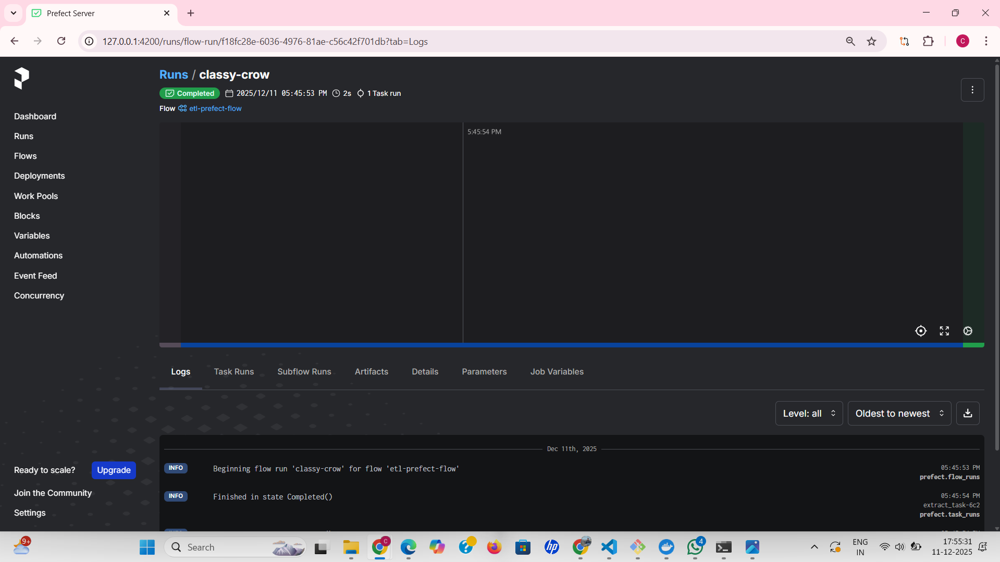 Prefect Server
127.0.0.1:4200/runs/flow-run/f18fc28e-6036-4976-81ae-c56c42f701db?tab=Logs
C
Runs / classy-crow
Completed 2025/12/11 05:45:53 PM 2s 1 Task run
Flow etl-prefect-flow
Dashboard
Runs
Flows
Deployments
Work Pools
Blocks
Variables
Automations
Event Feed
Concurrency
5:45:54 PM
Logs Task Runs Subflow Runs Artifacts Details Parameters Job Variables
Level: all Oldest to newest
Dec 11th, 2025
INFO Beginning flow run 'classy-crow' for flow 'etl-prefect-flow' 05:45:53 PM
prefect.flow_runs
INFO Finished in state Completed() 05:45:54 PM
extract_task-6c2
prefect.task_runs
Ready to scale? Upgrade
Join the Community
Settings
9+
Search
C
hp
4
ENG
IN
17:55:31
11-12-2025